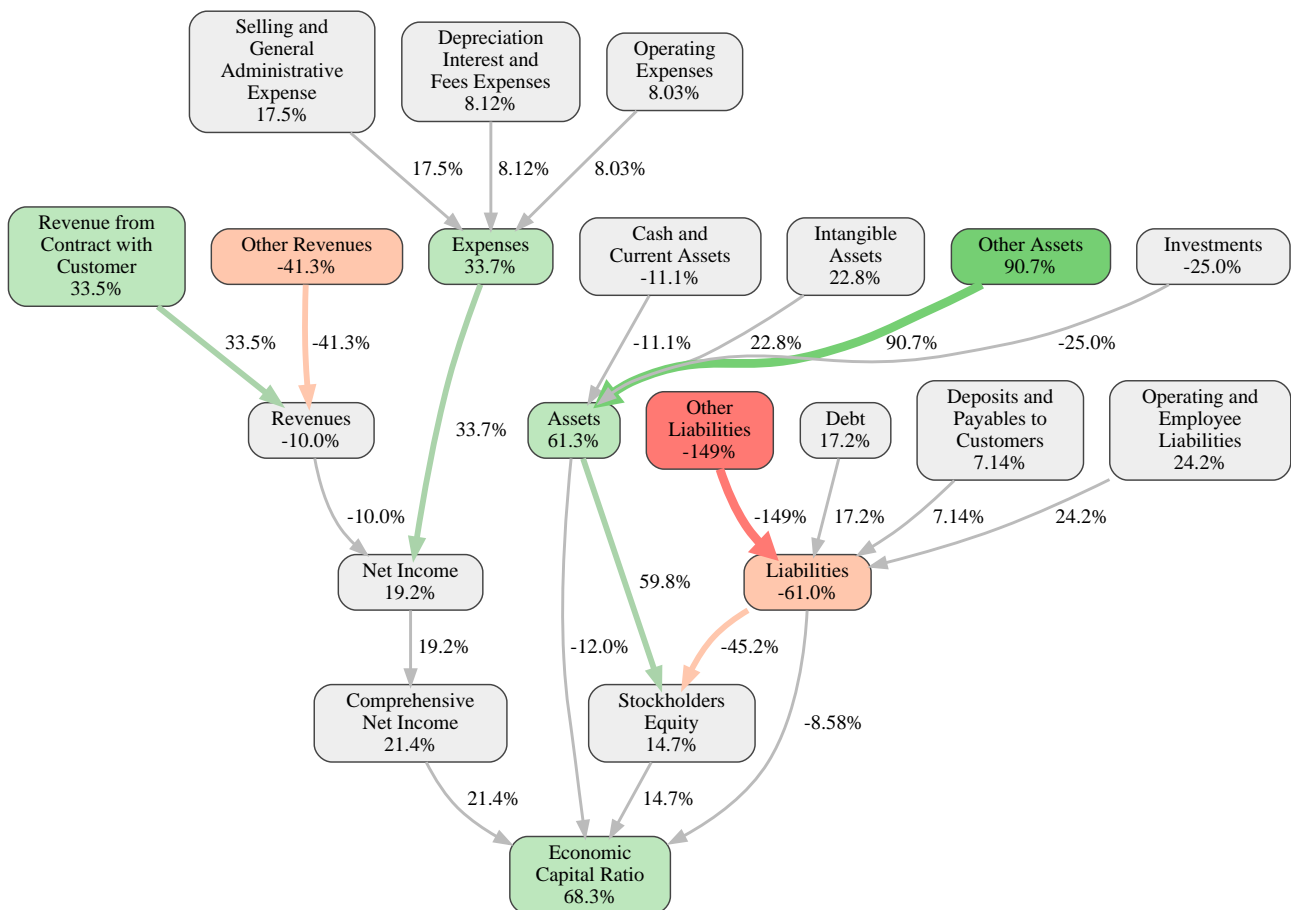 Selling and
General
Administrative
Expense
17.5%
Depreciation
Interest and
Fees Expenses
8.12%
Operating
Expenses
8.03%
17.5%
8.12%
8.03%
Revenue from
Contract with
Customer
33.5%
Other Revenues
-41.3%
Expenses
33.7%
Cash and
Current Assets
-11.1%
Intangible
Assets
22.8%
Other Assets
90.7%
Investments
-25.0%
33.5%
-41.3%
-11.1%
22.8%
90.7%
-25.0%
Revenues
-10.0%
33.7%
Assets
61.3%
Other
Liabilities
-149%
Debt
17.2%
Deposits and
Payables to
Customers
7.14%
Operating and
Employee
Liabilities
24.2%
-10.0%
-149%
17.2%
7.14%
24.2%
Net Income
19.2%
59.8%
Liabilities
-61.0%
19.2%
-12.0%
-45.2%
Comprehensive
Net Income
21.4%
Stockholders
Equity
14.7%
-8.58%
21.4%
14.7%
Economic
Capital Ratio
68.3%